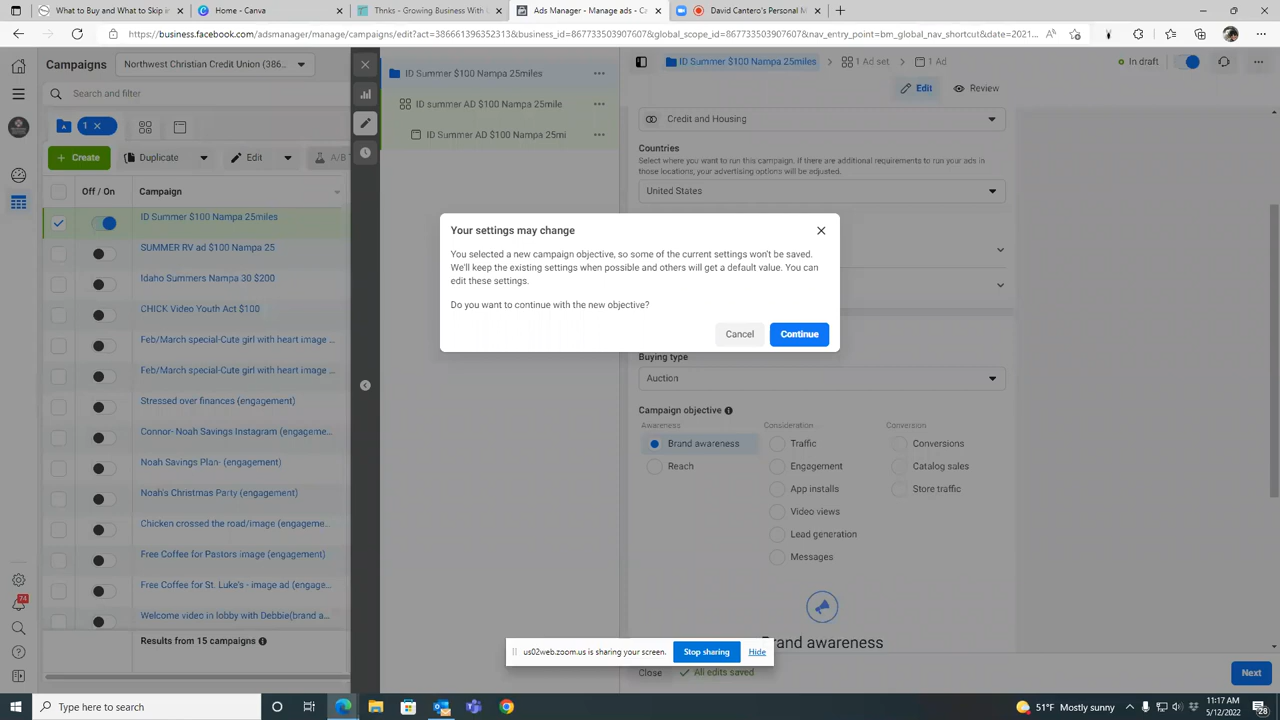 What to Buy and What to Skip in
Home - Canva
Thnks - Growing Business With
Ads Manager - Manage ads - Ca
David Cantero's Personal M
https://business.facebook.com/adsmanager/manage/campaigns/edit?act=386661396352313&business_id=867733503907607&global_scope_id=867733503907607&nav_entry_point=bm_global_nav_shortcut&date=2021...
Campaigns
Northwest Christian Credit Union (386...
Search and filter
1
Create
Duplicate
Edit
A/B
Off / On
Campaign
ID Summer $100 Nampa 25miles
SUMMER RV ad $100 Nampa 25
Idaho Summers Nampa 30 $200
CHICK Video Youth Act $100
Feb/March special-Cute girl with heart image ...
Feb/March special-Cute girl with heart image ...
Stressed over finances (engagement)
Connor- Noah Savings Instagram (engageme...
Noah Savings Plan- (engagement)
Noah's Christmas Party (engagement)
Chicken crossed the road/image (engageme...
Free Coffee for Pastors image (engagement)
Free Coffee for St. Luke's - image ad (engage...
Welcome video in lobby with Debbie(brand a...
Results from 15 campaigns
74
ID Summer $100 Nampa 25miles
ID summer AD $100 Nampa 25mile
ID Summer AD $100 Nampa 25mi
ID Summer $100 Nampa 25miles
1 Ad set
1 Ad
In draft
Edit
Review
Credit and Housing
Countries
Select where you want to run this campaign. if there are additional requirements to run your ads in
those locations, your advertising options will be adjusted.
United States
Your settings may change
You selected a new campaign objective, so some of the current settings won't be saved.
We'll keep the existing settings when possible and others will get a default value. You can
edit these settings.
Do you want to continue with the new objective?
Cancel
Continue
Buying type
Auction
Campaign objective
Awareness
Consideration...
Conversion
Brand awareness
Traffic
Conversions
Reach
Engagement
Catalog sales
App installs
Store traffic
Video views
Lead generation
Messages
Brand awareness
us02web.zoom.us is sharing your screen.
Stop sharing
Hide
Close
All edits saved
Next
Type here to search
51°F Mostly sunny
11:17 AM
5/12/2022
28